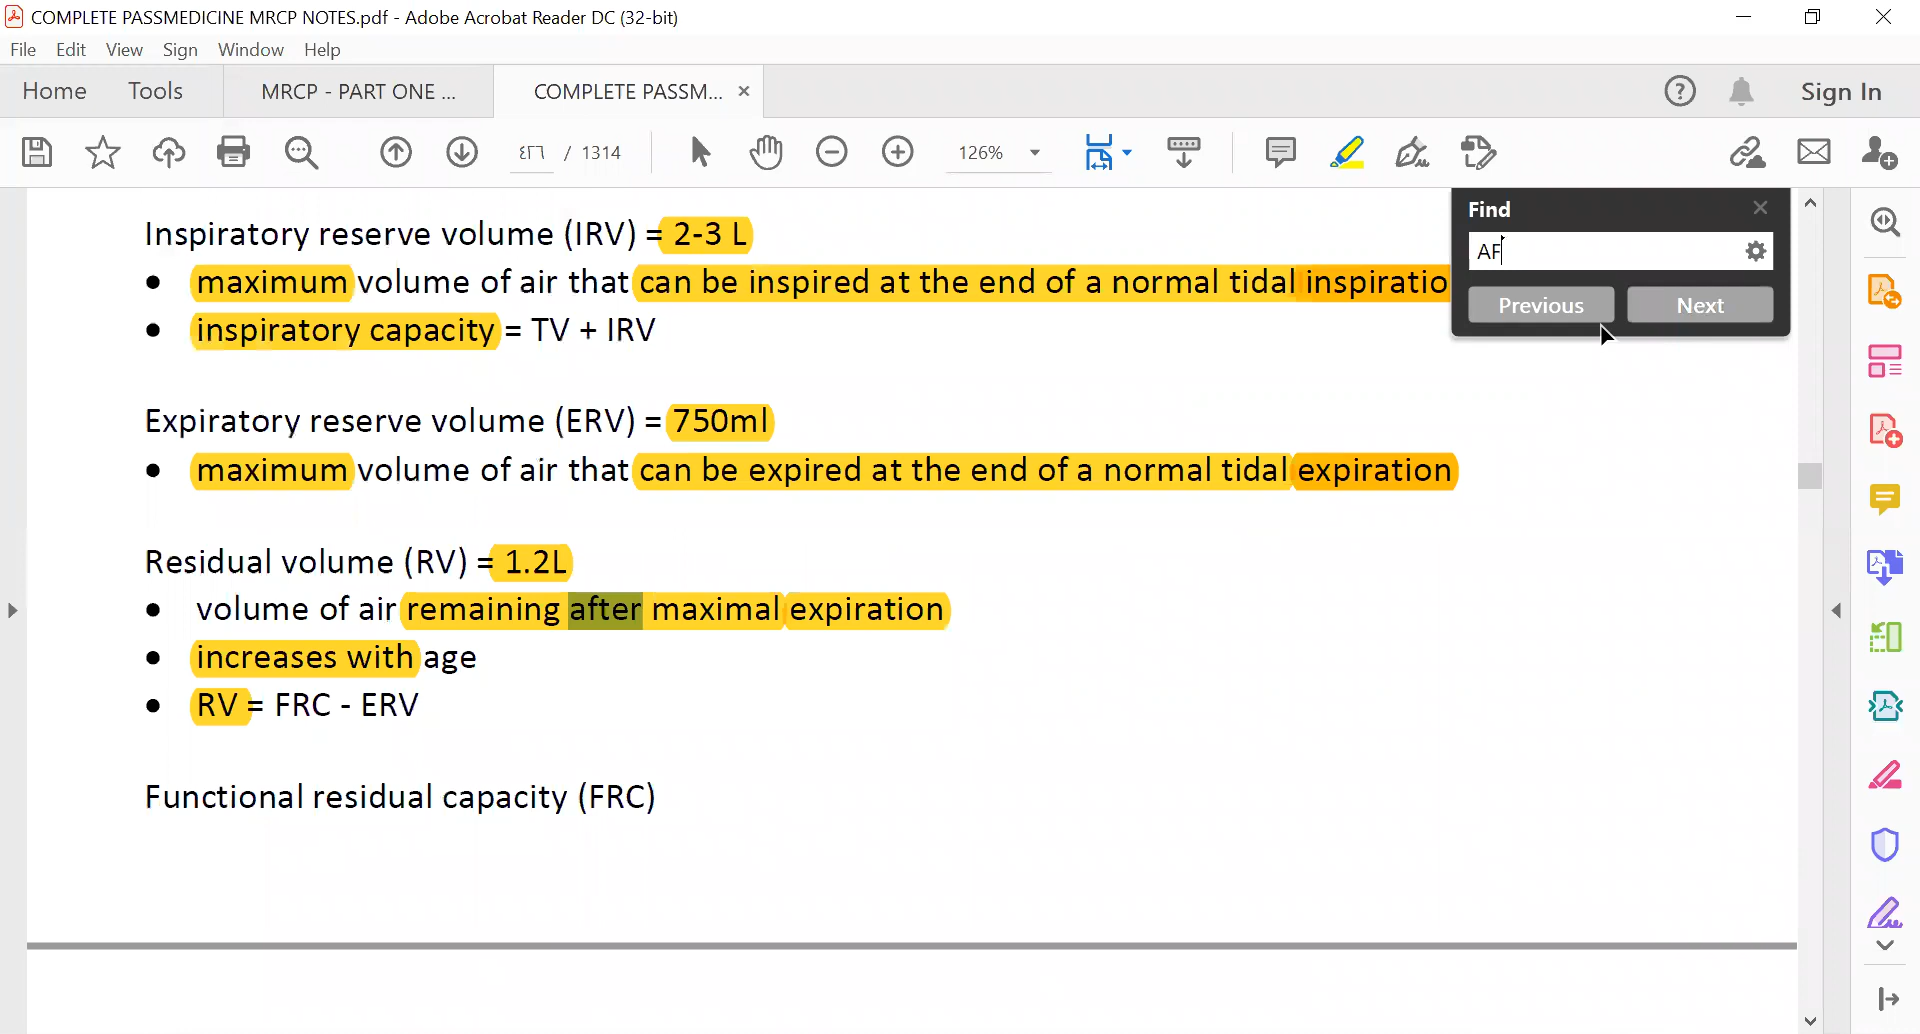 COMPLETE PASSMEDICINE MRCP NOTES.pdf - Adobe Acrobat Reader DC (32-bit)
File Edit View Sign Window Help
Home Tools MRCP - PART ONE ... COMPLETE PASSM... × ? Sign In
٤٣٦ / 1314 126%
Find
AF
Previous Next
Inspiratory reserve volume (IRV) = 2-3 L
• maximum volume of air that can be inspired at the end of a normal tidal inspiratio
• inspiratory capacity = TV + IRV
Expiratory reserve volume (ERV) = 750ml
• maximum volume of air that can be expired at the end of a normal tidal expiration
Residual volume (RV) = 1.2L
• volume of air remaining after maximal expiration
• increases with age
• RV = FRC - ERV
Functional residual capacity (FRC)